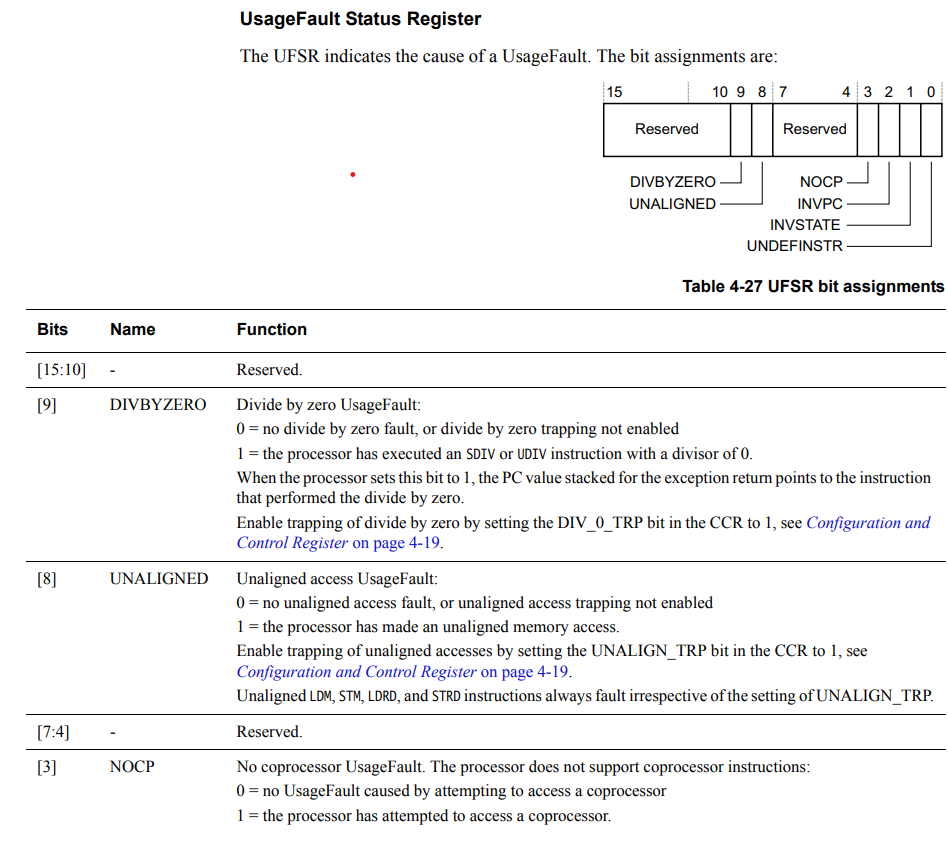 UsageFault Status Register
The UFSR indicates the cause of a UsageFault. The bit assignments are:
15 10 9 8 7 4 3 2 1 0
Reserved Reserved
DIVBYZERO NOCP
UNALIGNED INVPC
INVSTATE
UNDEFINSTR
Table 4-27 UFSR bit assignments
Bits Name Function
[15:10] - Reserved.
[9] DIVBYZERO Divide by zero UsageFault:
0 = no divide by zero fault, or divide by zero trapping not enabled
1 = the processor has executed an SDIV or UDIV instruction with a divisor of 0.
When the processor sets this bit to 1, the PC value stacked for the exception return points to the instruction
that performed the divide by zero.
Enable trapping of divide by zero by setting the DIV_0_TRP bit in the CCR to 1, see Configuration and
Control Register on page 4-19.
[8] UNALIGNED Unaligned access UsageFault:
0 = no unaligned access fault, or unaligned access trapping not enabled
1 = the processor has made an unaligned memory access.
Enable trapping of unaligned accesses by setting the UNALIGN_TRP bit in the CCR to 1, see
Configuration and Control Register on page 4-19.
Unaligned LDM, STM, LDRD, and STRD instructions always fault irrespective of the setting of UNALIGN_TRP.
[7:4] - Reserved.
[3] NOCP No coprocessor UsageFault. The processor does not support coprocessor instructions:
0 = no UsageFault caused by attempting to access a coprocessor
1 = the processor has attempted to access a coprocessor.